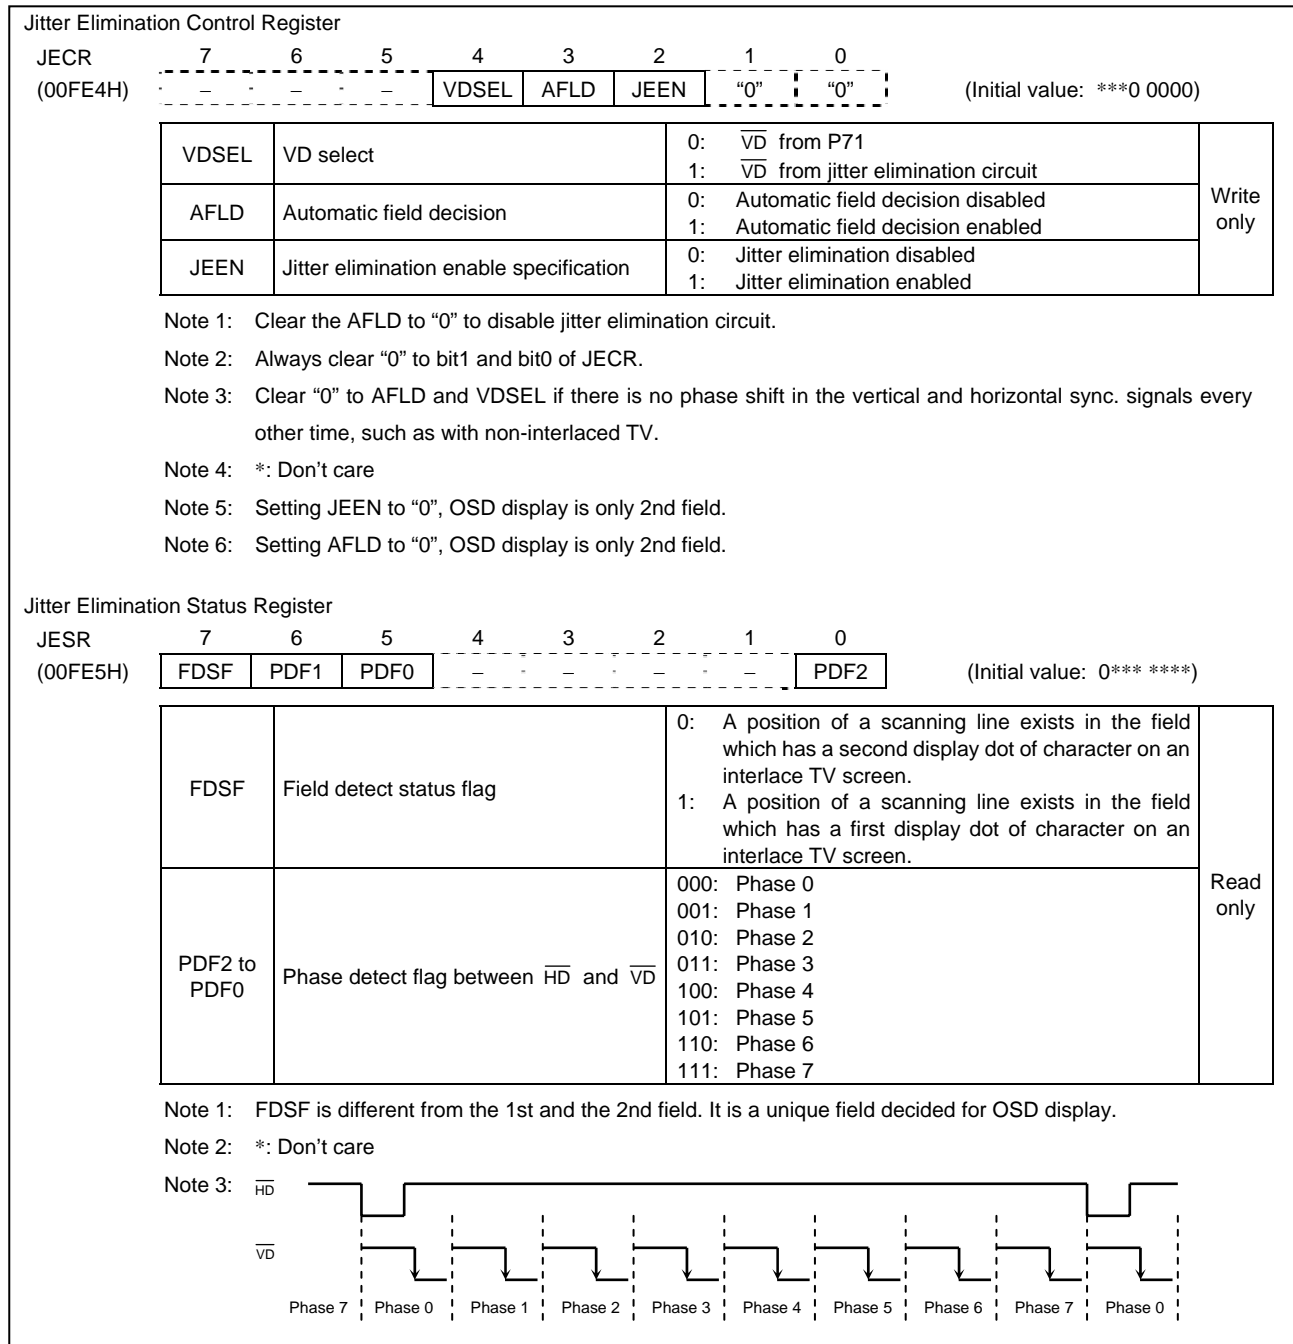 Jitter Elimination Control Register
JECR 7 6 5 4 3 2 1 0
(00FE4H) – – – VDSEL AFLD JEEN “0” “0” (Initial value: ***0 0000)
VDSEL VD select 0: VD from P71
1: VD from jitter elimination circuit
AFLD Automatic field decision 0: Automatic field decision disabled
1: Automatic field decision enabled
JEEN Jitter elimination enable specification 0: Jitter elimination disabled
1: Jitter elimination enabled
Write
only
Note 1: Clear the AFLD to “0” to disable jitter elimination circuit.
Note 2: Always clear “0” to bit1 and bit0 of JECR.
Note 3: Clear “0” to AFLD and VDSEL if there is no phase shift in the vertical and horizontal sync. signals every
other time, such as with non-interlaced TV.
Note 4: *: Don’t care
Note 5: Setting JEEN to “0”, OSD display is only 2nd field.
Note 6: Setting AFLD to “0”, OSD display is only 2nd field.
Jitter Elimination Status Register
JESR 7 6 5 4 3 2 1 0
(00FE5H) FDSF PDF1 PDF0 – – – – PDF2 (Initial value: 0*** ****)
FDSF Field detect status flag
0: A position of a scanning line exists in the field
which has a second display dot of character on an
interlace TV screen.
1: A position of a scanning line exists in the field
which has a first display dot of character on an
interlace TV screen.
PDF2 to
PDF0
Phase detect flag between HD and VD
000: Phase 0
001: Phase 1
010: Phase 2
011: Phase 3
100: Phase 4
101: Phase 5
110: Phase 6
111: Phase 7
Read
only
Note 1: FDSF is different from the 1st and the 2nd field. It is a unique field decided for OSD display.
Note 2: *: Don’t care
Note 3: HD
VD
Phase 7 Phase 0 Phase 1 Phase 2 Phase 3 Phase 4 Phase 5 Phase 6 Phase 7 Phase 0